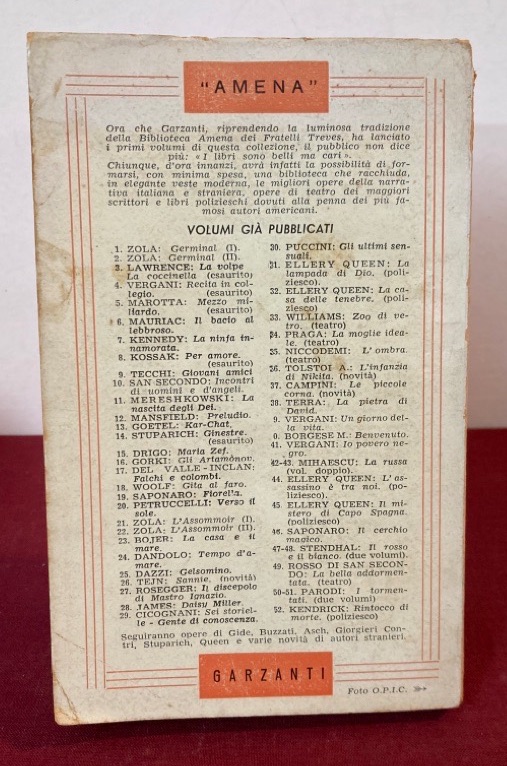 "AMENA"
Ora che Garzanti, riprendendo la luminosa tradizione
della Biblioteca Amena dei Fratelli Treves, ha lanciato
i primi volumi di questa collezione, il pubblico non dice
più: « I libri sono belli ma cari ».
Chiunque, d'ora innanzi, avrà infatti la possibilità di for-
marsi, con minima spesa, una biblioteca che racchiuda,
in elegante veste moderna, le migliori opere della narra-
tiva italiana e straniera, opere di teatro dei maggiori
scrittori e libri polizieschi dovuti alla penna dei più fa-
mosi autori americani.
VOLUMI GIÀ PUBBLICATI
1. ZOLA: Germinal (I).
2. ZOLA: Germinal (II).
3. LAWRENCE: La volpe
La coccinella (esaurito)
4. VERGANI: Recita in col-
legio. (esaurito)
5. MAROTTA: Mezzo mi-
liardo. (esaurito)
6. MAURIAC: Il bacio al
lebbroso.
7. KENNEDY: La ninfa in-
namorata.
8. KOSSAK: Per amore.
(esaurito)
9. TECCHI: Giovani amici
10. SAN SECONDO: Incontri
di uomini e d'angeli.
11. MERESHKOWSKI: La
nascita degli Dei.
12. MANSFIELD: Preludio.
13. GOETEL: Kar-Chat.
14. STUPARICH: Ginestre.
(esaurito)
15. DRIGO: Maria Zef.
16. GORKI: Gli Artamònov.
17. DEL VALLE-INCLAN:
Falchi e colombi.
18. WOOLF: Gita al faro.
19. SAPONARO: Fiorella.
20. PETRUCCELLI: Verso il
sole.
21. ZOLA: L'Assommoir (I).
22. ZOLA: L'Assommoir (II).
23. BOJER: La casa e il
mare.
24. DANDOLO: Tempo d'a-
mare.
25. DAZZI: Gelsomino.
26. TEJN: Sannie. (novità)
27. ROSEGGER: Il discepolo
di Mastro Ignazio.
28. JAMES: Daisy Miller.
29. CICOGNANI: Sei storiel-
le - Gente di conoscenza.
30. PUCCINI: Gli ultimi sen-
suali.
31. ELLERY QUEEN: La
lampada di Dio. (poli-
ziesco).
32. ELLERY QUEEN: La ca-
sa delle tenebre. (poli-
ziesco)
33. WILLIAMS: Zoo di ve-
tro. (teatro)
34. PRAGA: La moglie idea-
le. (teatro)
35. NICCODEMI: L'ombra.
(teatro)
36. TOLSTOI A.: L'infanzia
di Nikita. (novità)
37. CAMPINI: Le piccole
corna. (novità)
38. TERRA: La pietra di
David.
9. VERGANI: Un giorno del-
la vita.
0. BORGESE M.: Benvenuto.
41. VERGANI: Io povero ne-
gro.
42-43. MIHAESCU: La russa
(vol. doppio).
44. ELLERY QUEEN: L'as-
sassino è tra noi. (po-
liziesco).
45. ELLERY QUEEN: Il mi-
stero di Capo Spagna.
(poliziesco)
46. SAPONARO: Il cerchio
magico.
47-48. STENDHAL: Il rosso
e il bianco. (due volumi).
49. ROSSO DI SAN SECON-
DO: La bella addormen-
tata. (teatro)
50-51. PARODI: I tormen-
tati. (due volumi)
52. KENDRICK: Rintocco di
morte. (poliziesco)
Seguiranno opere di Gide, Buzzati, Asch, Giorgieri Con-
tri, Stuparich, Queen e varie novità di autori stranieri.
GARZANTI
Foto O.P.I.C.